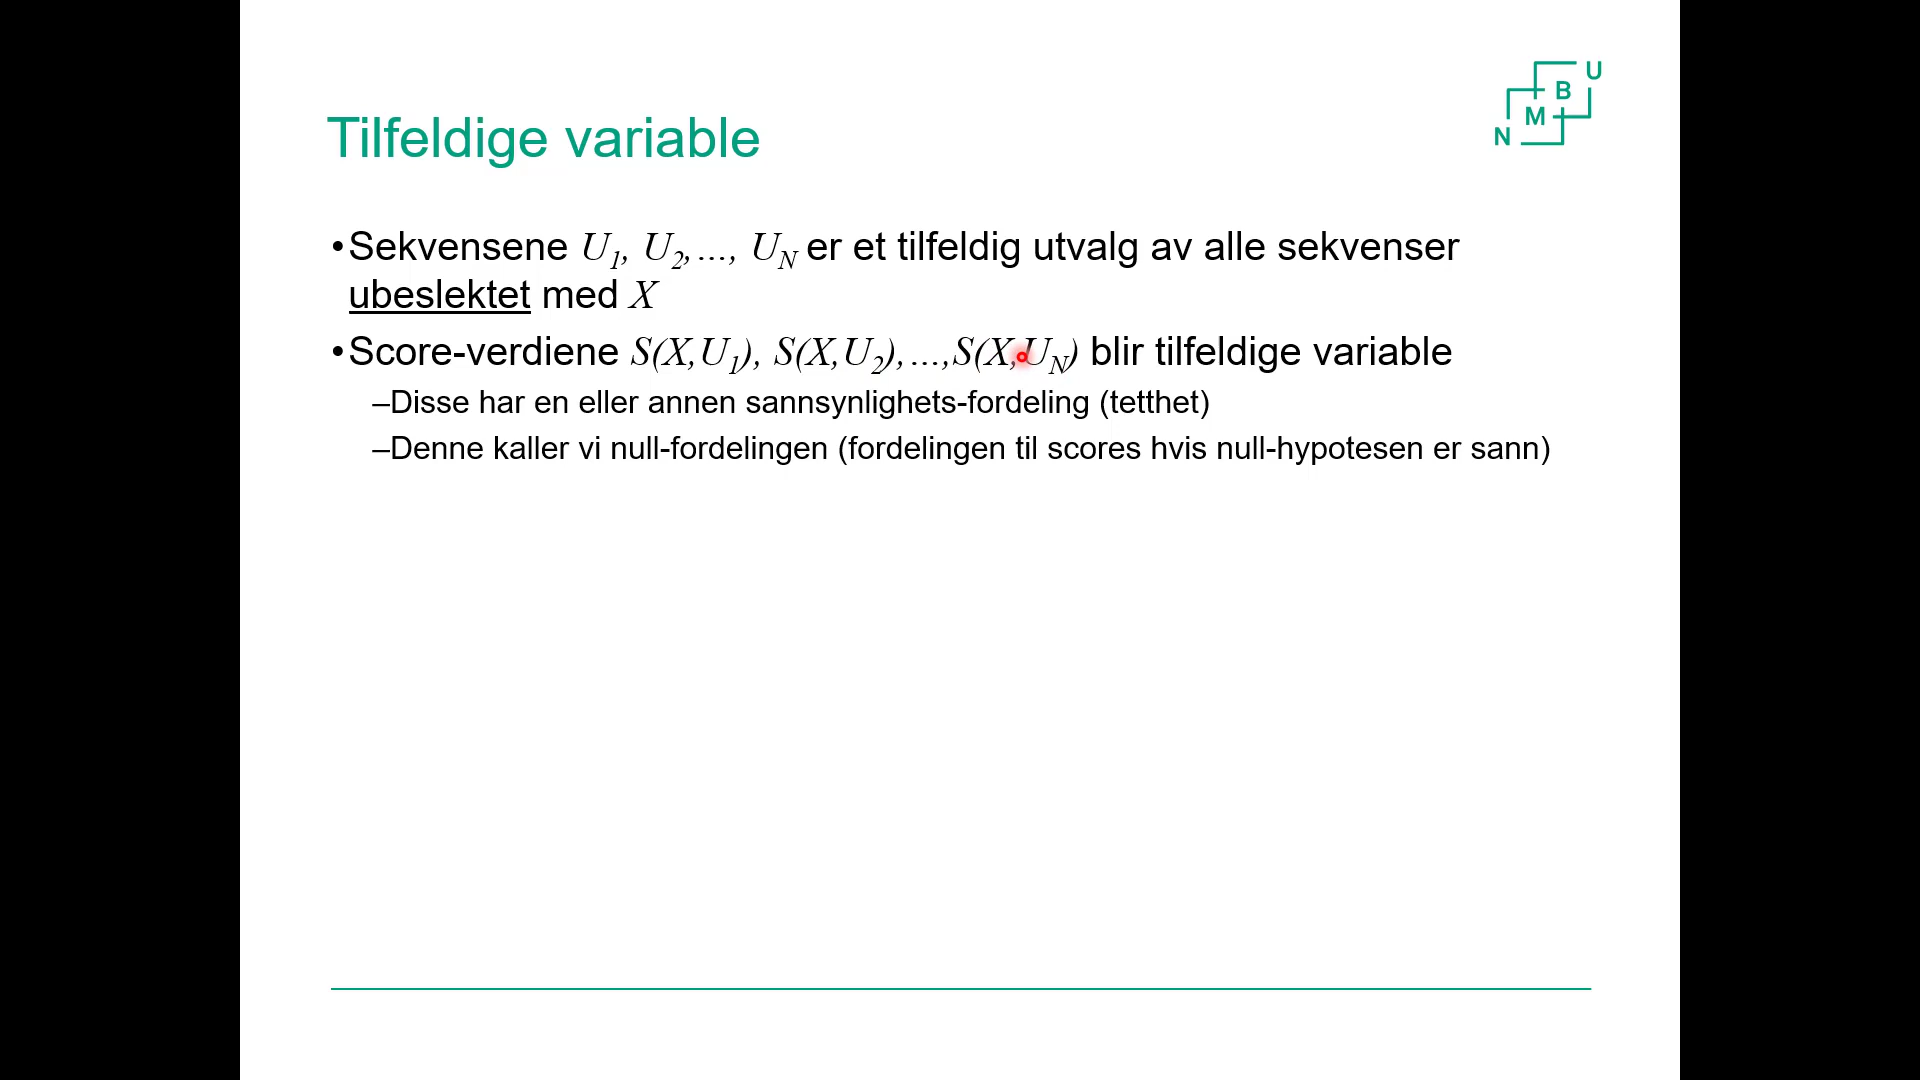 N M B U
Tilfeldige variable
•Sekvensene U₁, U₂,…, U_N er et tilfeldig utvalg av alle sekvenser
ubeslektet med X
•Score-verdiene S(X,U₁), S(X,U₂),…,S(X,U_N) blir tilfeldige variable
–Disse har en eller annen sannsynlighets-fordeling (tetthet)
–Denne kaller vi null-fordelingen (fordelingen til scores hvis null-hypotesen er sann)